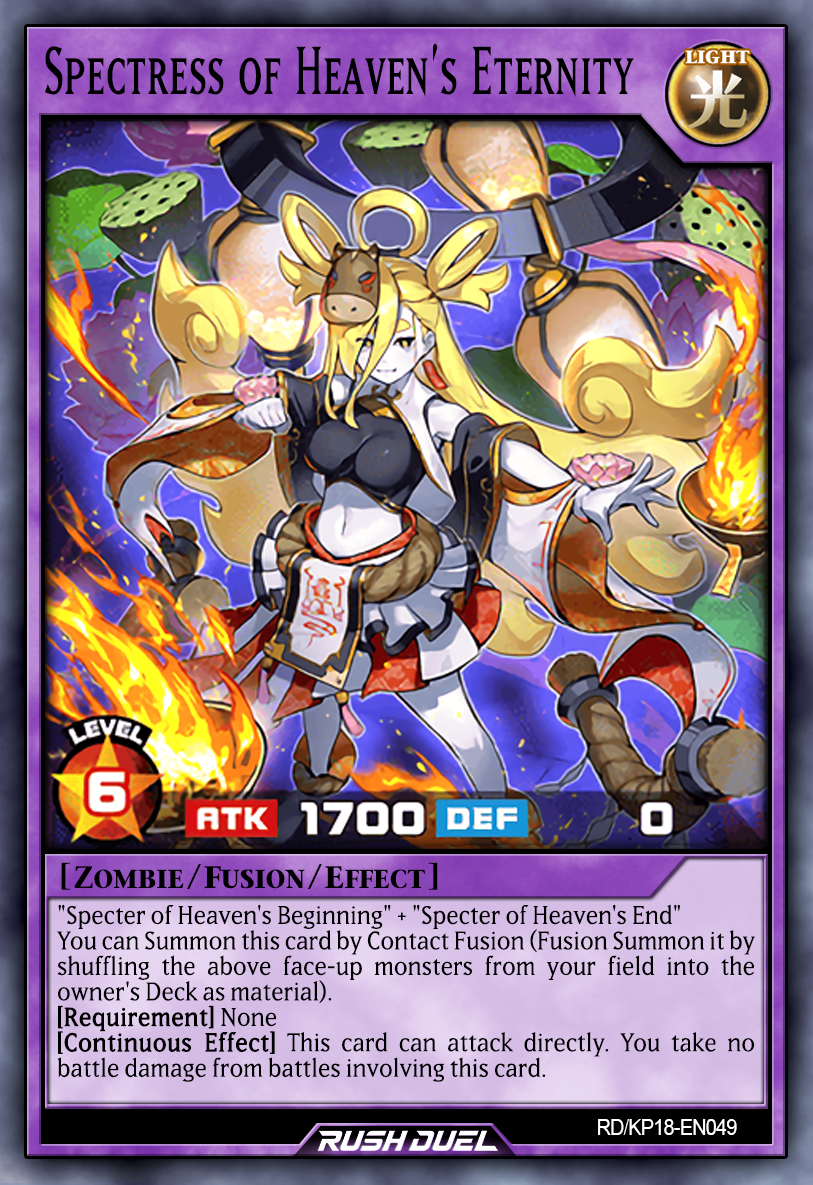 Spectress of Heaven's Eternity
LIGHT
光
LEVEL
6
ATK 1700 DEF 0
[Zombie/Fusion/Effect]
"Specter of Heaven's Beginning" + "Specter of Heaven's End"
You can Summon this card by Contact Fusion (Fusion Summon it by
shuffling the above face-up monsters from your field into the
owner's Deck as material).
[Requirement] None
[Continuous Effect] This card can attack directly. You take no
battle damage from battles involving this card.
RD/KP18-EN049
RUSH DUEL